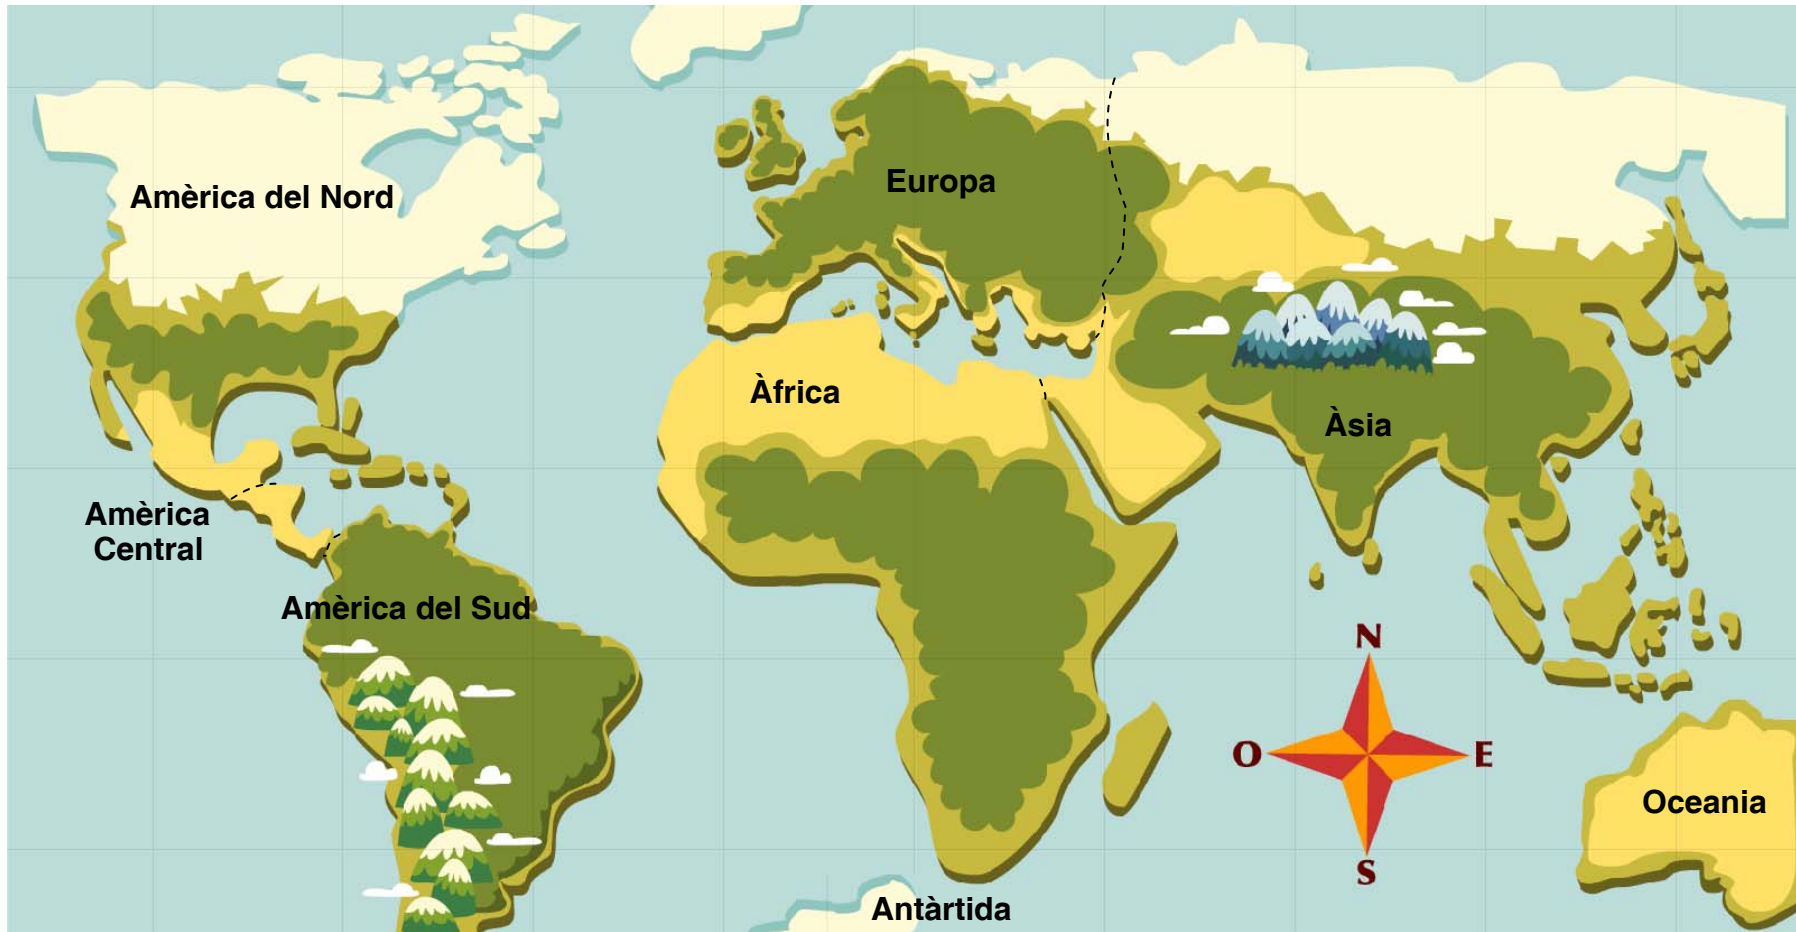 Amèrica del Nord
Europa
Àfrica
Àsia
Amèrica
Central
Amèrica del Sud
N
O
E
S
Oceania
Antàrtida